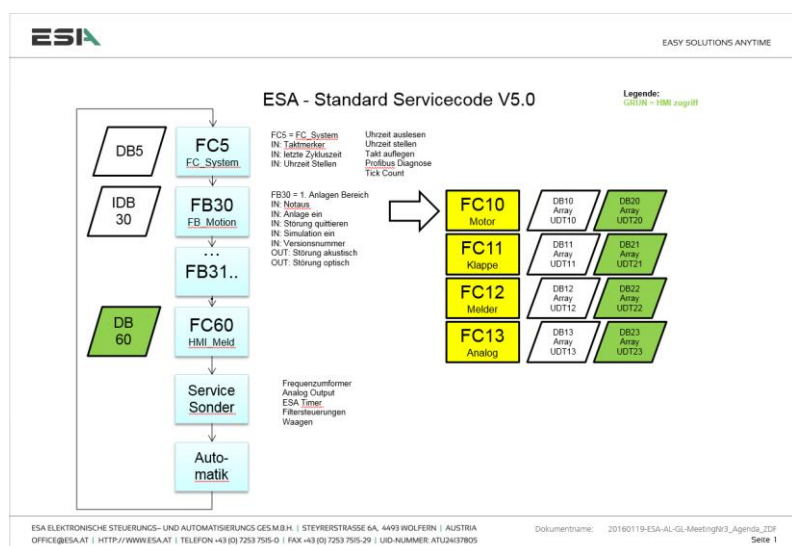 ESA
EASY SOLUTIONS ANYTIME
ESA - Standard Servicecode V5.0
Legende:
GRÜN = HMI zugriff
DB5
FC5
FC_System
FC5 = FC_System
IN: Taktmerker
IN: letzte Zykluszeit
IN: Uhrzeit Stellen
Uhrzeit auslesen
Uhrzeit stellen
Takt auflegen
Profibus Diagnose
Tick Count
IDB
30
FB30
FB_Motion
FB30 = 1. Anlagen Bereich
IN: Notaus
IN: Anlage ein
IN: Störung quittieren
IN: Simulation ein
IN: Versionsnummer
OUT: Störung akustisch
OUT: Störung optisch
...
FB31..
FC10
Motor
DB10
Array
UDT10
DB20
Array
UDT20
FC11
Klappe
DB11
Array
UDT11
DB21
Array
UDT21
FC12
Melder
DB12
Array
UDT12
DB22
Array
UDT22
FC13
Analog
DB13
Array
UDT13
DB23
Array
UDT23
DB
60
FC60
HMI_Meld
Service
Sonder
Frequenzumformer
Analog Output
ESA Timer
Filtersteuerungen
Waagen
Auto-
matik
ESA ELEKTRONISCHE STEUERUNGS- UND AUTOMATISIERUNGS GES.M.B.H. | STEYRERSTRASSE 6A, 4493 WOLFERN | AUSTRIA
OFFICE@ESA.AT | HTTP://WWW.ESA.AT | TELEFON +43 (0) 7253 7515-0 | FAX +43 (0) 7253 7515-29 | UID-NUMMER: ATU24137805
Dokumentname: 20160119-ESA-AL-GL-MeetingNr3_Agenda_ZDF
Seite 1